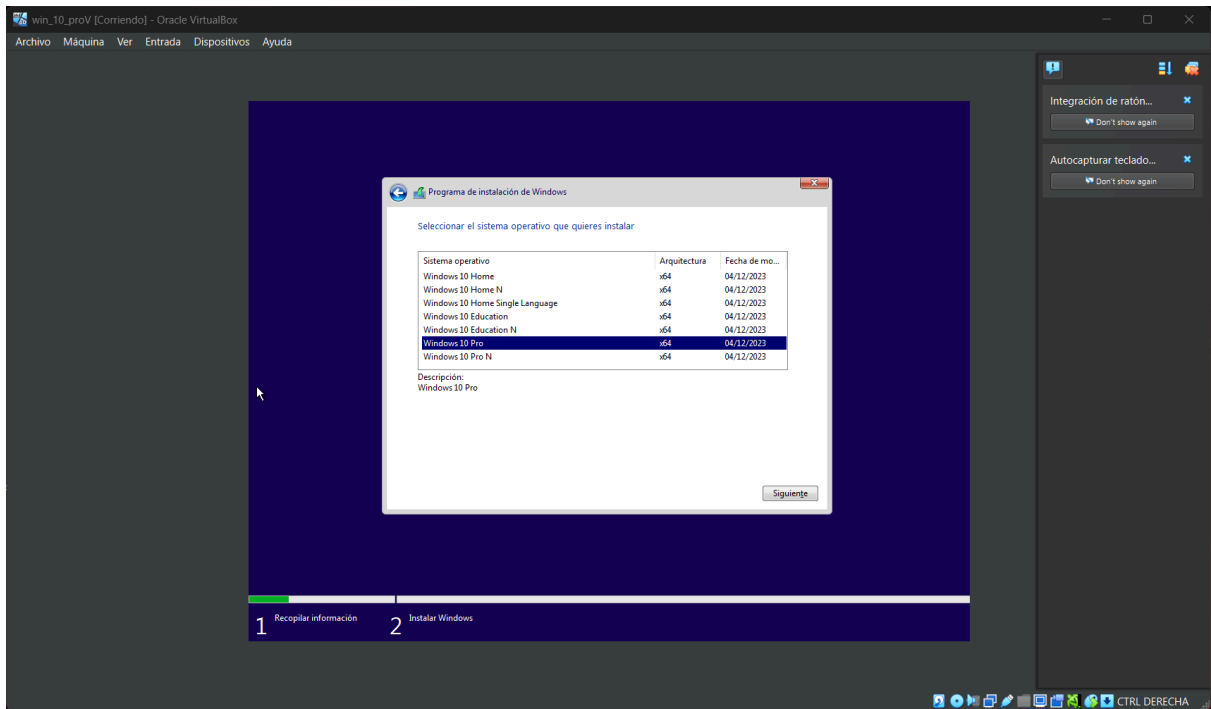 win_10_proV [Corriendo] - Oracle VirtualBox
Archivo Máquina Ver Entrada Dispositivos Ayuda
Integración de ratón...
Don't show again
Autocapturar teclado...
Don't show again
Programa de instalación de Windows
Seleccionar el sistema operativo que quieres instalar
Sistema operativo Arquitectura Fecha de mo...
Windows 10 Home x64 04/12/2023
Windows 10 Home N x64 04/12/2023
Windows 10 Home Single Language x64 04/12/2023
Windows 10 Education x64 04/12/2023
Windows 10 Education N x64 04/12/2023
Windows 10 Pro x64 04/12/2023
Windows 10 Pro N x64 04/12/2023
Descripción:
Windows 10 Pro
Siguiente
1 Recopilar información 2 Instalar Windows
CTRL DERECHA